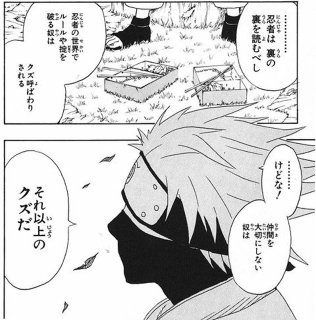 ………
忍者は裏の
裏を読むべし
忍者の世界で
ルールや掟を
破る奴は
クズ呼ばわり
される
………
けどな!
仲間を
大切にしない
奴は
それ以上の
クズだ